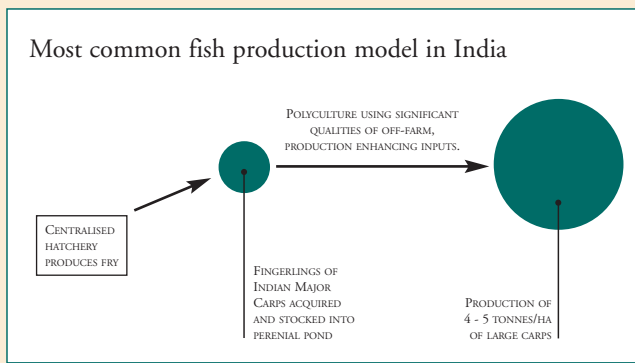 Most common fish production model in India
POLYCULTURE USING SIGNIFICANT
QUALITIES OF OFF-FARM,
PRODUCTION ENHANCING INPUTS.
CENTRALISED
HATCHERY
PRODUCES FRY
FINGERLINGS OF
INDIAN MAJOR
CARPS ACQUIRED
AND STOCKED INTO
PERENIAL POND
PRODUCTION OF
4 - 5 TONNES/HA
OF LARGE CARPS